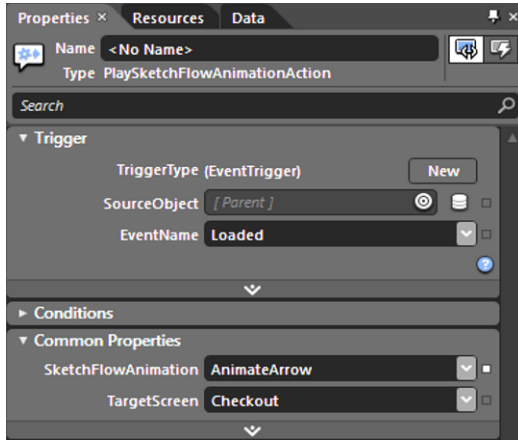 Properties × Resources Data
Name <No Name>
Type PlaySketchFlowAnimationAction
Search
Trigger
TriggerType (EventTrigger) New
SourceObject [ Parent ]
EventName Loaded
?
Conditions
Common Properties
SketchFlowAnimation AnimateArrow
TargetScreen Checkout